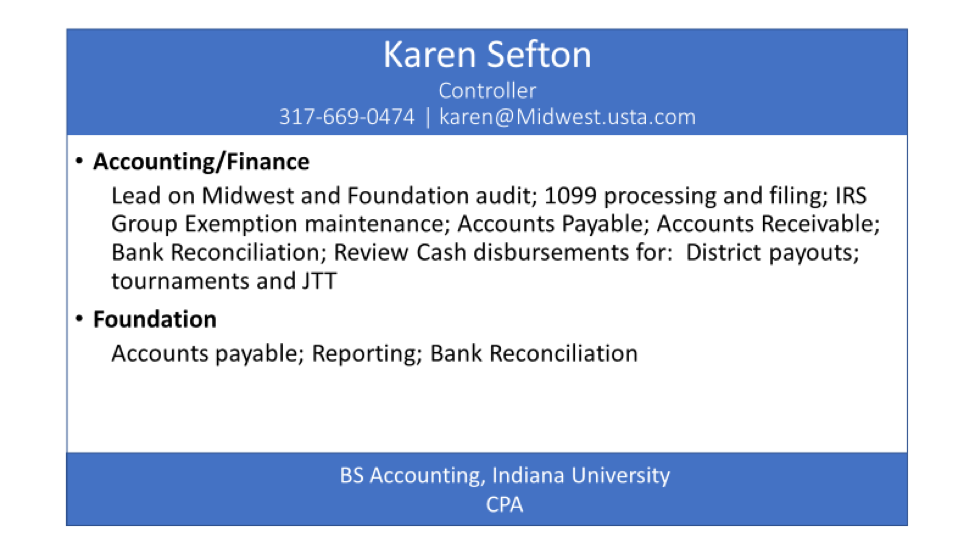 Karen Sefton
Controller
317-669-0474 | karen@Midwest.usta.com
• Accounting/Finance
Lead on Midwest and Foundation audit; 1099 processing and filing; IRS
Group Exemption maintenance; Accounts Payable; Accounts Receivable;
Bank Reconciliation; Review Cash disbursements for:  District payouts;
tournaments and JTT
• Foundation
Accounts payable; Reporting; Bank Reconciliation
BS Accounting, Indiana University
CPA